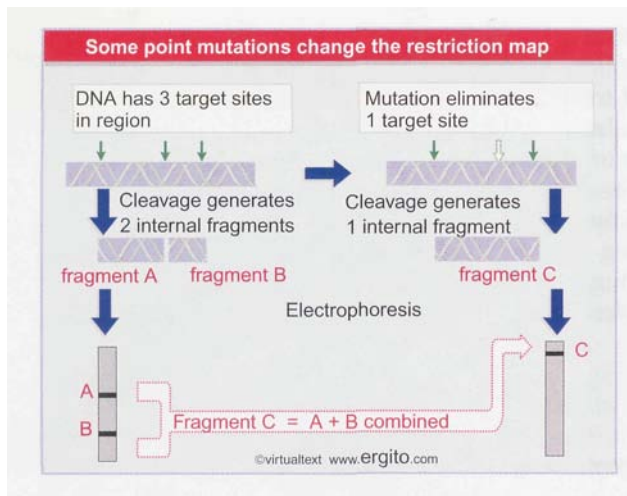 Some point mutations change the restriction map
DNA has 3 target sites
in region
Mutation eliminates
1 target site
Cleavage generates
2 internal fragments
Cleavage generates
1 internal fragment
fragment A
fragment B
fragment C
Electrophoresis
A
B
C
Fragment C = A + B combined
©virtualtext www.ergito.com